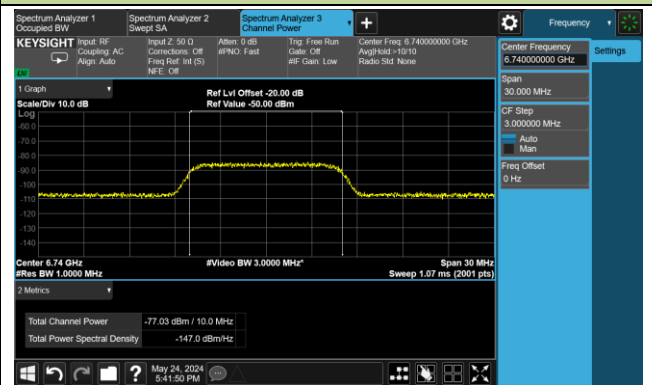 Spectrum Analyzer 1
Occupied BW
Spectrum Analyzer 2
Swept SA
Spectrum Analyzer 3
Channel Power
Frequency
KEYSIGHT
Input: RF
Coupling: AC
Align: Auto
Input Z: 50 Ω
Corrections: Off
Freq Ref: Int (S)
NFE: Off
Atten: 0 dB
#PNO: Fast
Trig: Free Run
Gate: Off
#IF Gain: Low
Center Freq: 6.740000000 GHz
Avg|Hold:>10/10
Radio Std: None
Center Frequency
6.740000000 GHz
Settings
Span
30.000 MHz
CF Step
3.000000 MHz
Auto
Man
Freq Offset
0 Hz
1 Graph
Scale/Div 10.0 dB
Ref Lvl Offset -20.00 dB
Ref Value -50.00 dBm
Log
-60.0
-70.0
-80.0
-90.0
-100
-110
-120
-130
-140
Center 6.74 GHz
#Video BW 3.0000 MHz*
Span 30 MHz
#Res BW 1.0000 MHz
Sweep 1.07 ms (2001 pts)
2 Metrics
Total Channel Power -77.03 dBm / 10.0 MHz
Total Power Spectral Density -147.0 dBm/Hz
?
May 24, 2024
5:41:50 PM